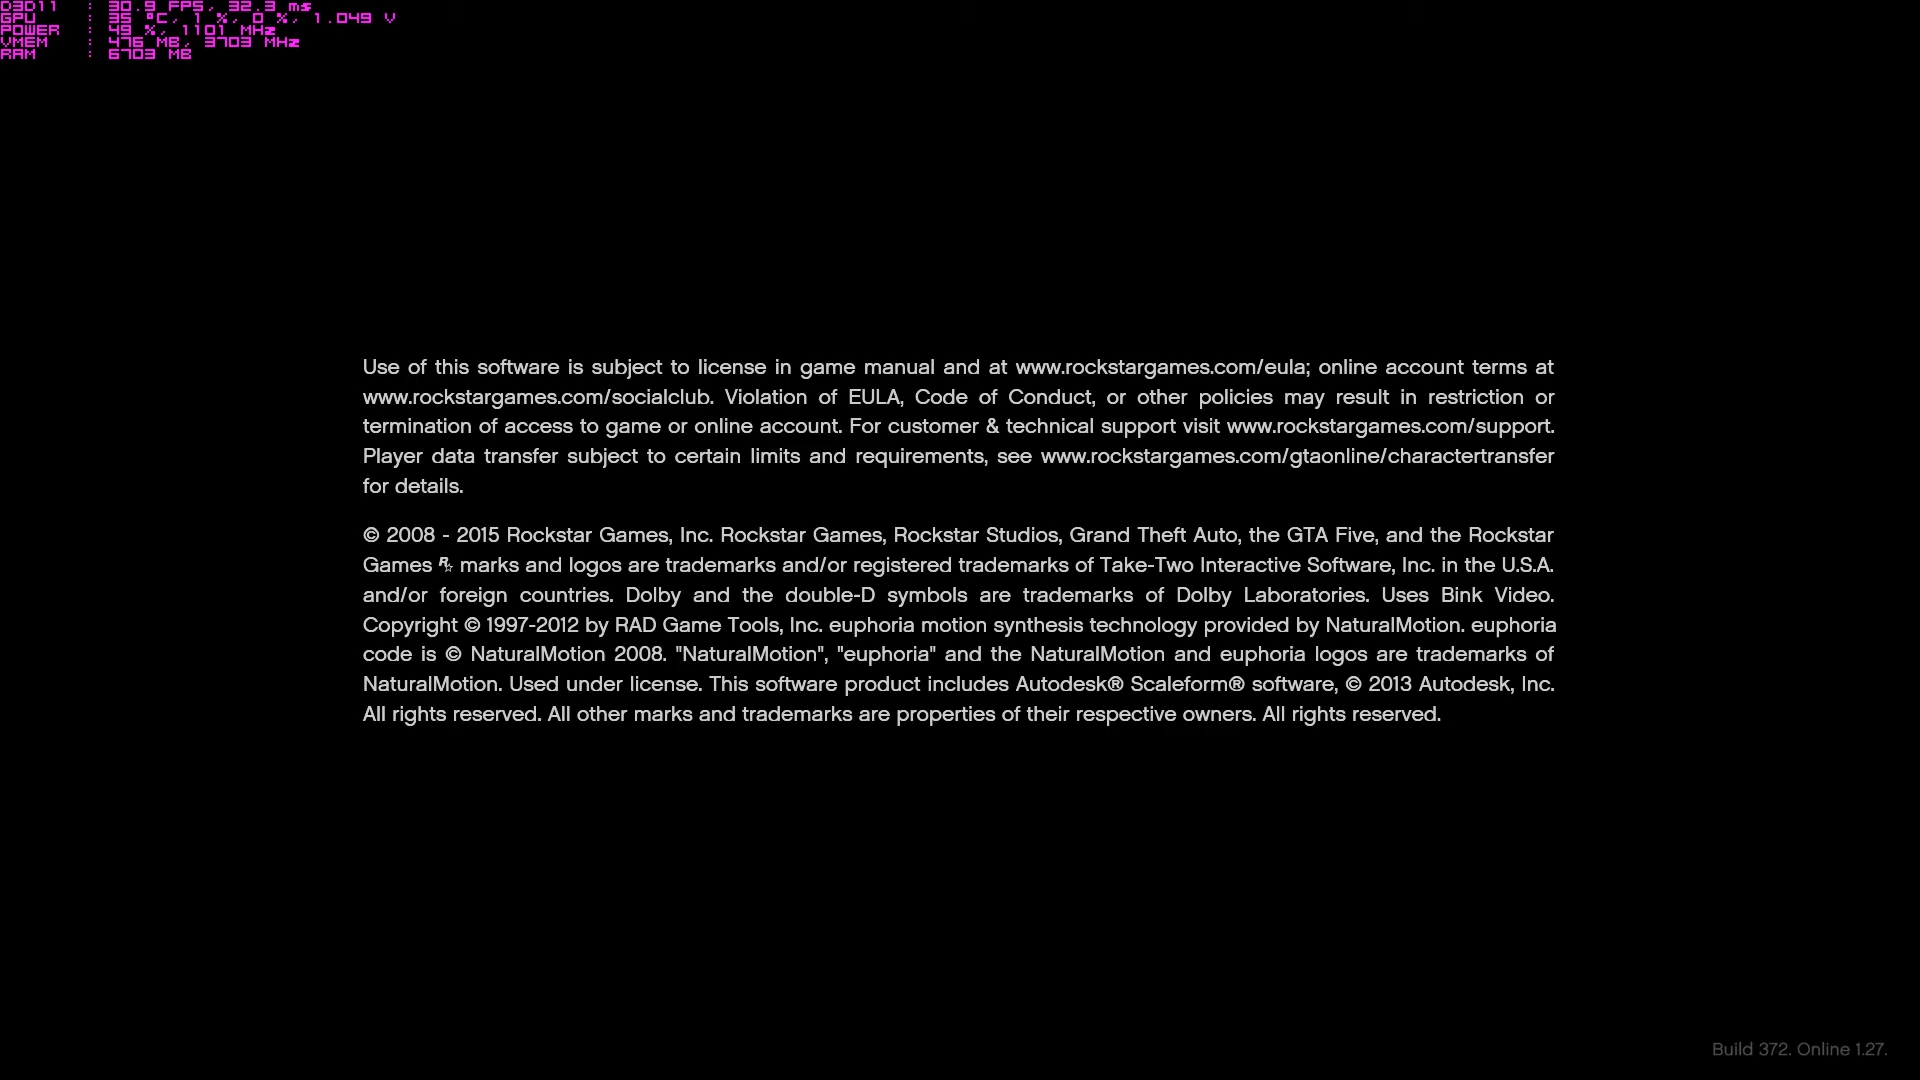 D3D11 : 30.9 FPS, 32.3 ms
GPU : 35 ºC, 1 %, 0 %, 1.049 V
POWER : 49 %, 1101 MHz
VMEM : 476 MB, 3703 MHz
RAM : 6703 MB
Use of this software is subject to license in game manual and at www.rockstargames.com/eula; online account terms at
www.rockstargames.com/socialclub. Violation of EULA, Code of Conduct, or other policies may result in restriction or
termination of access to game or online account. For customer & technical support visit www.rockstargames.com/support.
Player data transfer subject to certain limits and requirements, see www.rockstargames.com/gtaonline/charactertransfer
for details.
© 2008 - 2015 Rockstar Games, Inc. Rockstar Games, Rockstar Studios, Grand Theft Auto, the GTA Five, and the Rockstar
Games R☆ marks and logos are trademarks and/or registered trademarks of Take-Two Interactive Software, Inc. in the U.S.A.
and/or foreign countries. Dolby and the double-D symbols are trademarks of Dolby Laboratories. Uses Bink Video.
Copyright © 1997-2012 by RAD Game Tools, Inc. euphoria motion synthesis technology provided by NaturalMotion. euphoria
code is © NaturalMotion 2008. "NaturalMotion", "euphoria" and the NaturalMotion and euphoria logos are trademarks of
NaturalMotion. Used under license. This software product includes Autodesk® Scaleform® software, © 2013 Autodesk, Inc.
All rights reserved. All other marks and trademarks are properties of their respective owners. All rights reserved.
Build 372. Online 1.27.